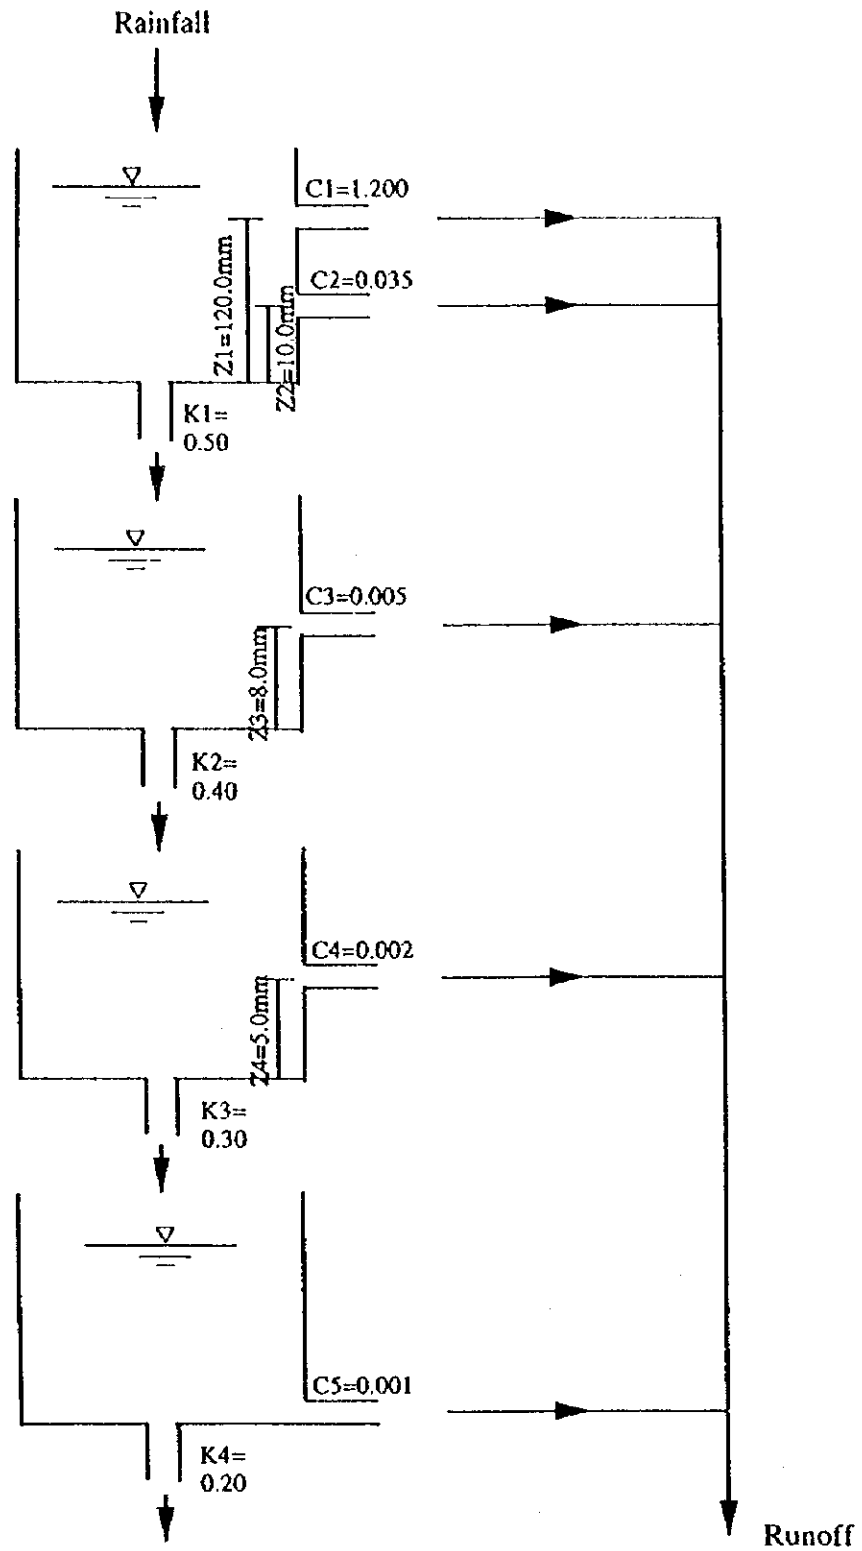 Rainfall
C1=1.200
Z1=120.0mm
C2=0.035
Z2=10.0mm
K1=
0.50
C3=0.005
Z3=8.0mm
K2=
0.40
C4=0.002
Z4=5.0mm
K3=
0.30
C5=0.001
K4=
0.20
Runoff